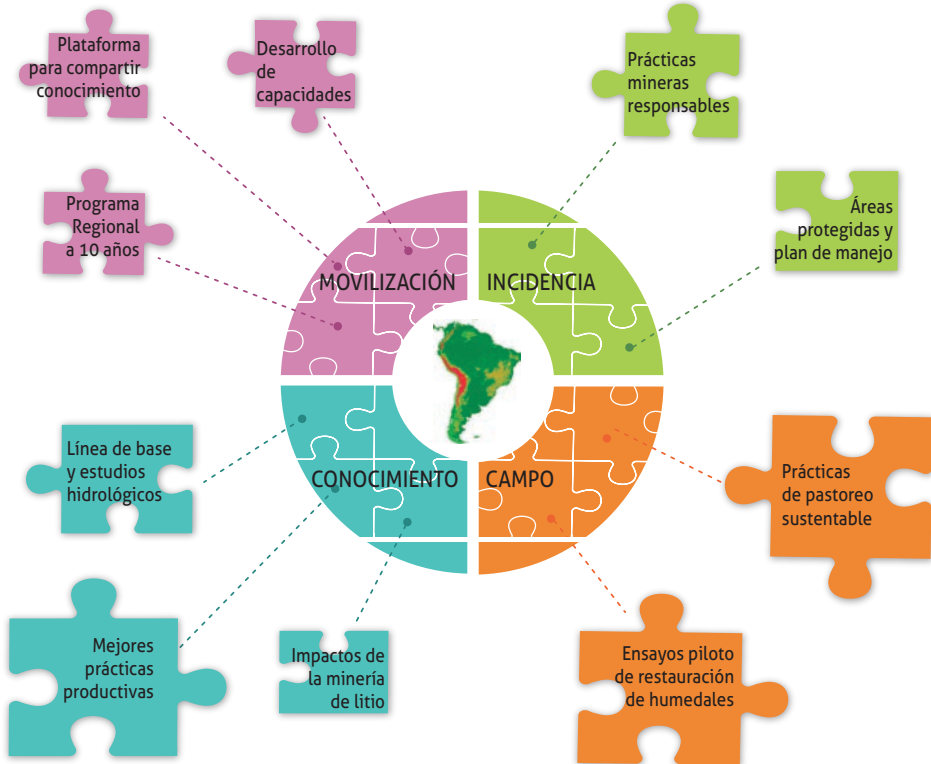 Plataforma
para compartir
conocimiento
Desarrollo
de
capacidades
Prácticas
mineras
responsables
Programa
Regional
a 10 años
Áreas
protegidas y
plan de manejo
MOVILIZACIÓN
INCIDENCIA
Línea de base
y estudios
hidrológicos
CONOCIMIENTO
CAMPO
Prácticas
de pastoreo
sustentable
Mejores
prácticas
productivas
Impactos de
la minería
de litio
Ensayos piloto
de restauración
de humedales